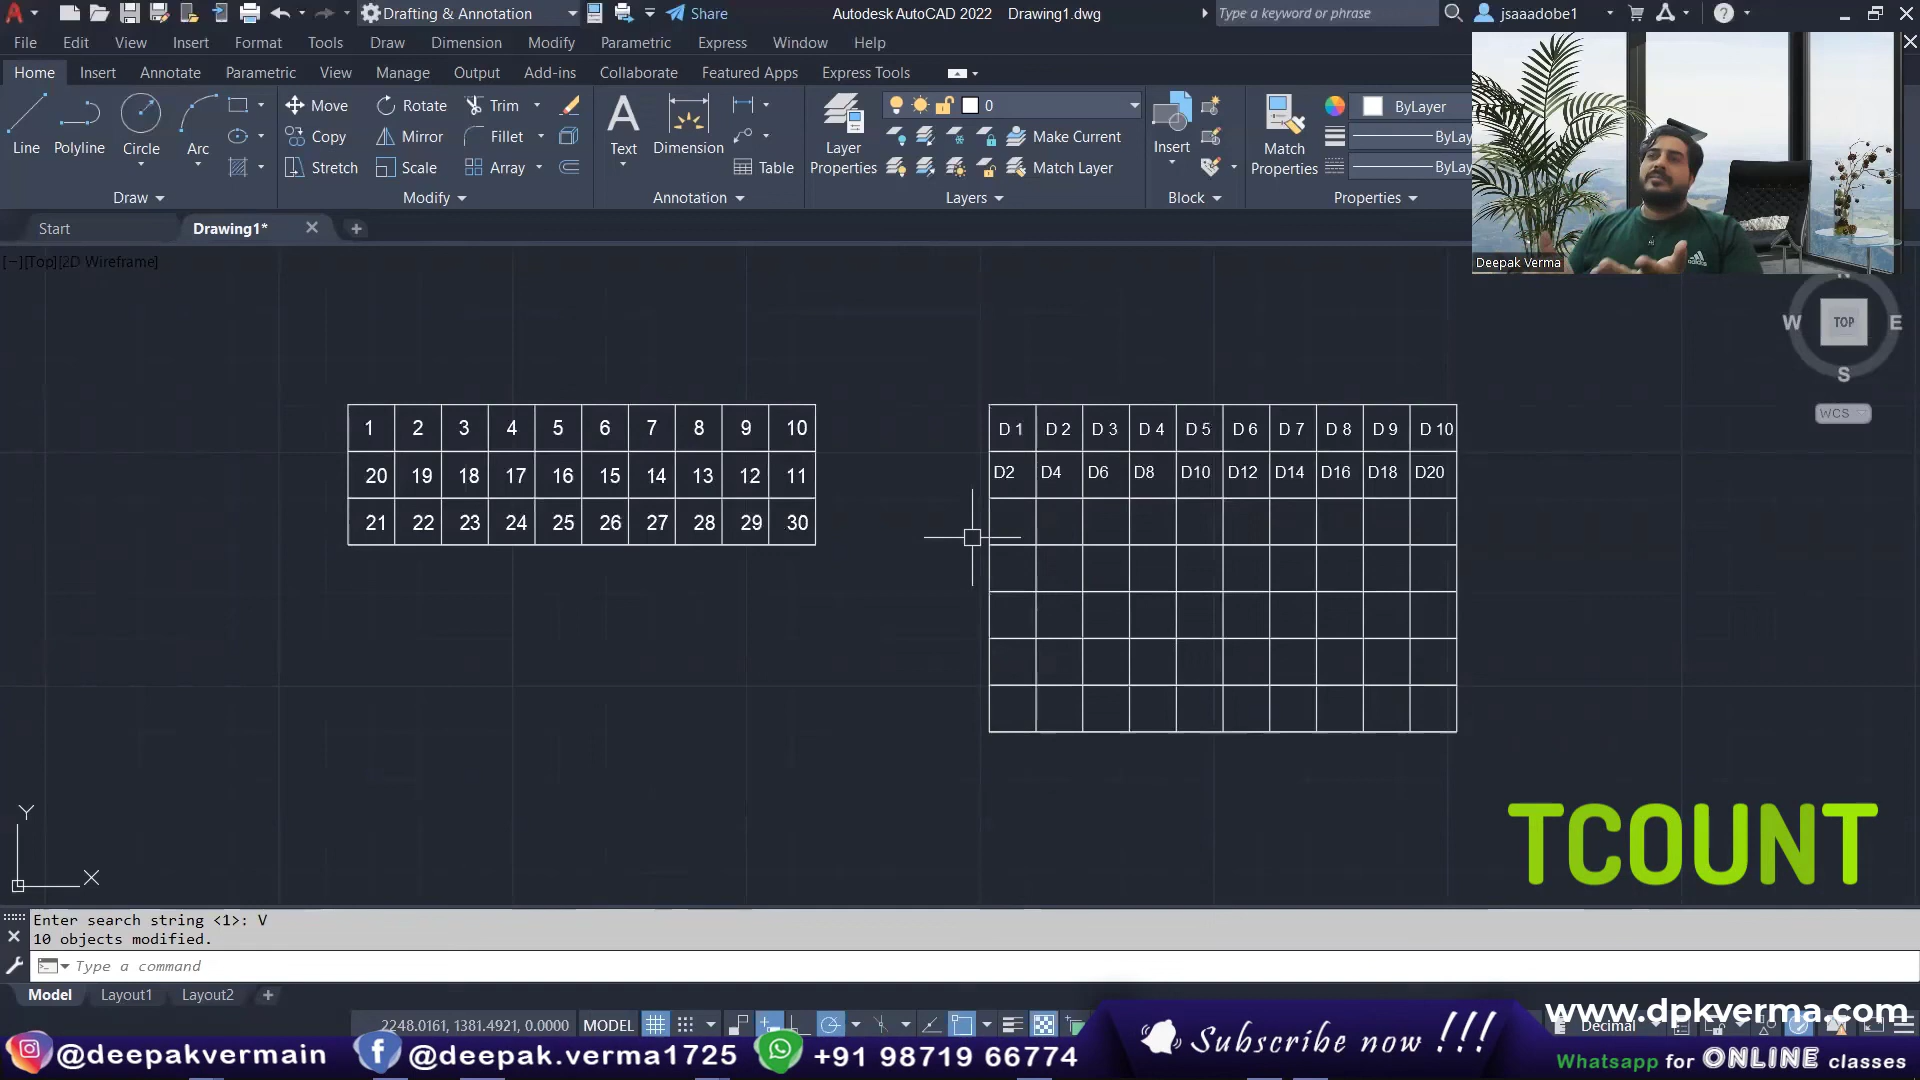 Drafting & Annotation
Share
Autodesk AutoCAD 2022 Drawing1.dwg
Type a keyword or phrase
jsaaadobe1
File Edit View Insert Format Tools Draw Dimension Modify Parametric Express Window Help
Home Insert Annotate Parametric View Manage Output Add-ins Collaborate Featured Apps Express Tools
Line Polyline Circle Arc
Move Rotate Trim
Copy Mirror Fillet
Stretch Scale Array
Text Dimension Table
Layer Properties
0
Make Current
Match Layer
Insert
Match Properties
ByLayer
ByLay
ByLay
Draw Modify Annotation Layers Block Properties
Deepak Verma
Start Drawing1*
[−][Top][2D Wireframe]
W TOP E
S
WCS
1 2 3 4 5 6 7 8 9 10
20 19 18 17 16 15 14 13 12 11
21 22 23 24 25 26 27 28 29 30
D 1 D 2 D 3 D 4 D 5 D 6 D 7 D 8 D 9 D 10
D2 D4 D6 D8 D10 D12 D14 D16 D18 D20
TCOUNT
Y
X
Enter search string <1>: V
10 objects modified.
Type a command
Model Layout1 Layout2
2248.0161, 1381.4921, 0.0000 MODEL
Decimal
www.dpkverma.com
@deepakvermain @deepak.verma1725 +91 98719 66774
Subscribe now !!!
Whatsapp for ONLINE classes